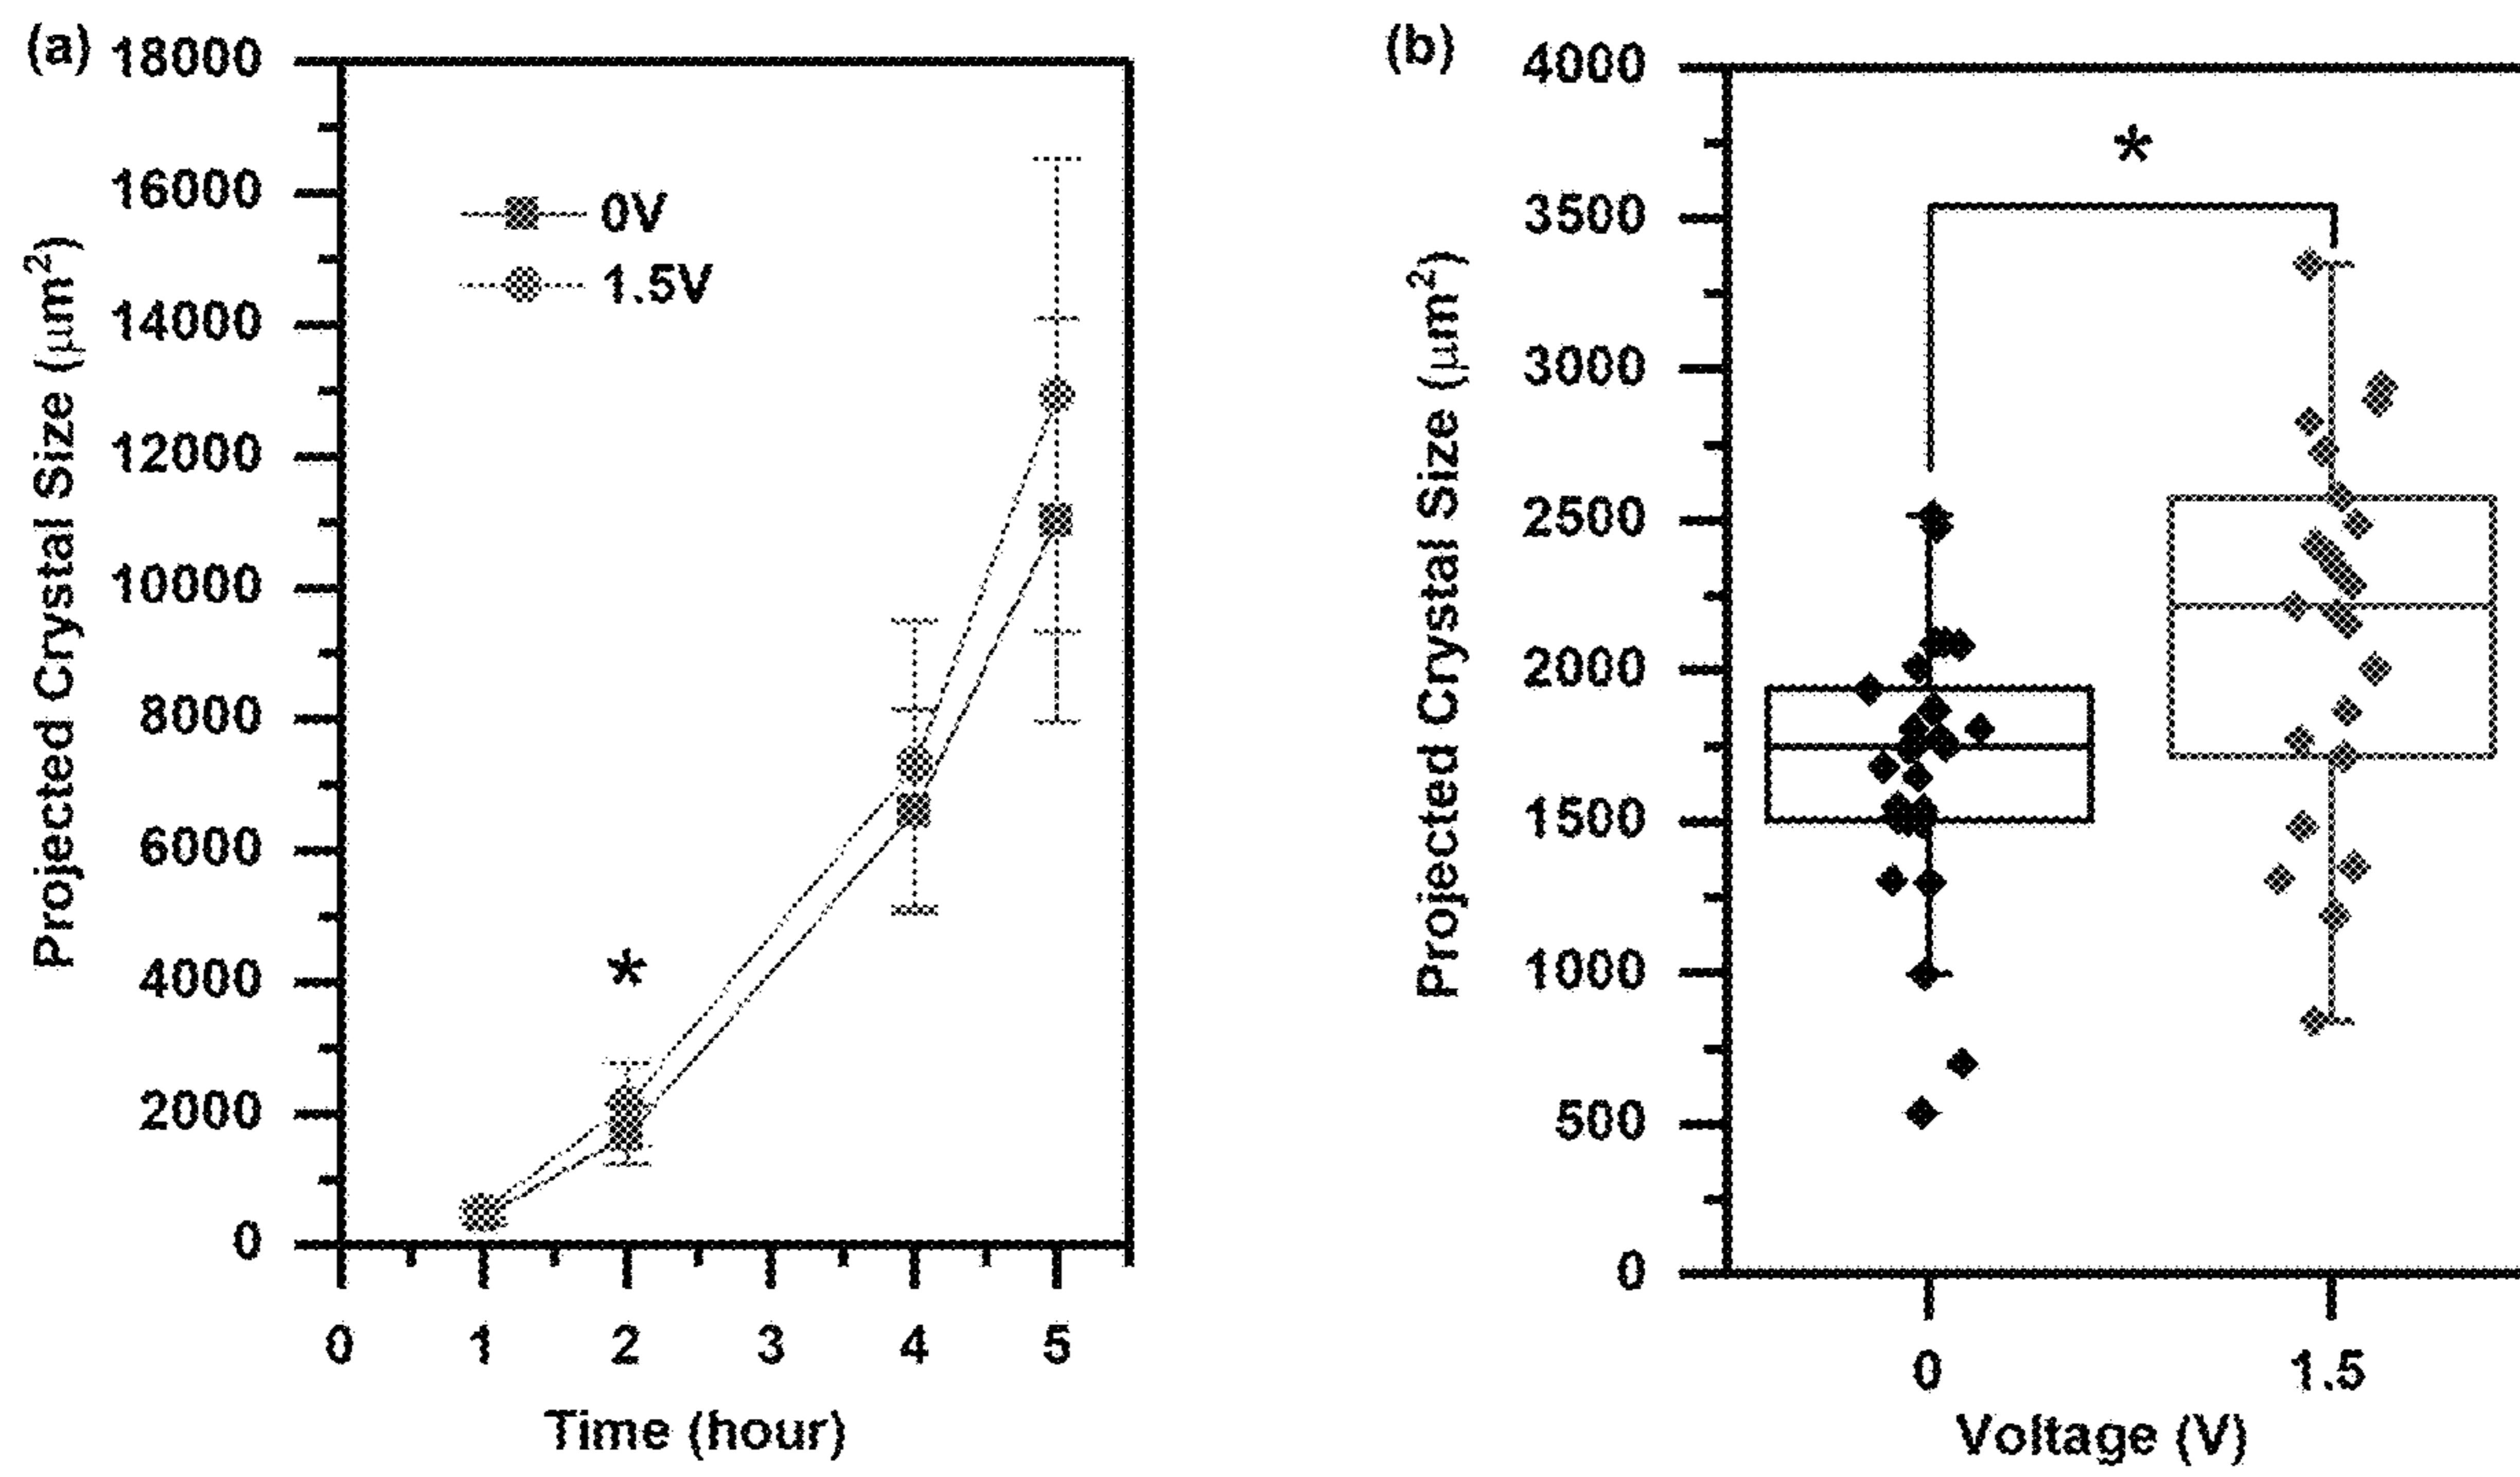 (a)
18000
16000
14000
12000
10000
8000
6000
4000
2000
0
Projected Crystal Size (μm²)
0V
1.5V
*
0 1 2 3 4 5
Time (hour)
(b)
4000
3500
3000
2500
2000
1500
1000
500
0
Projected Crystal Size (μm²)
*
0 1.5
Voltage (V)